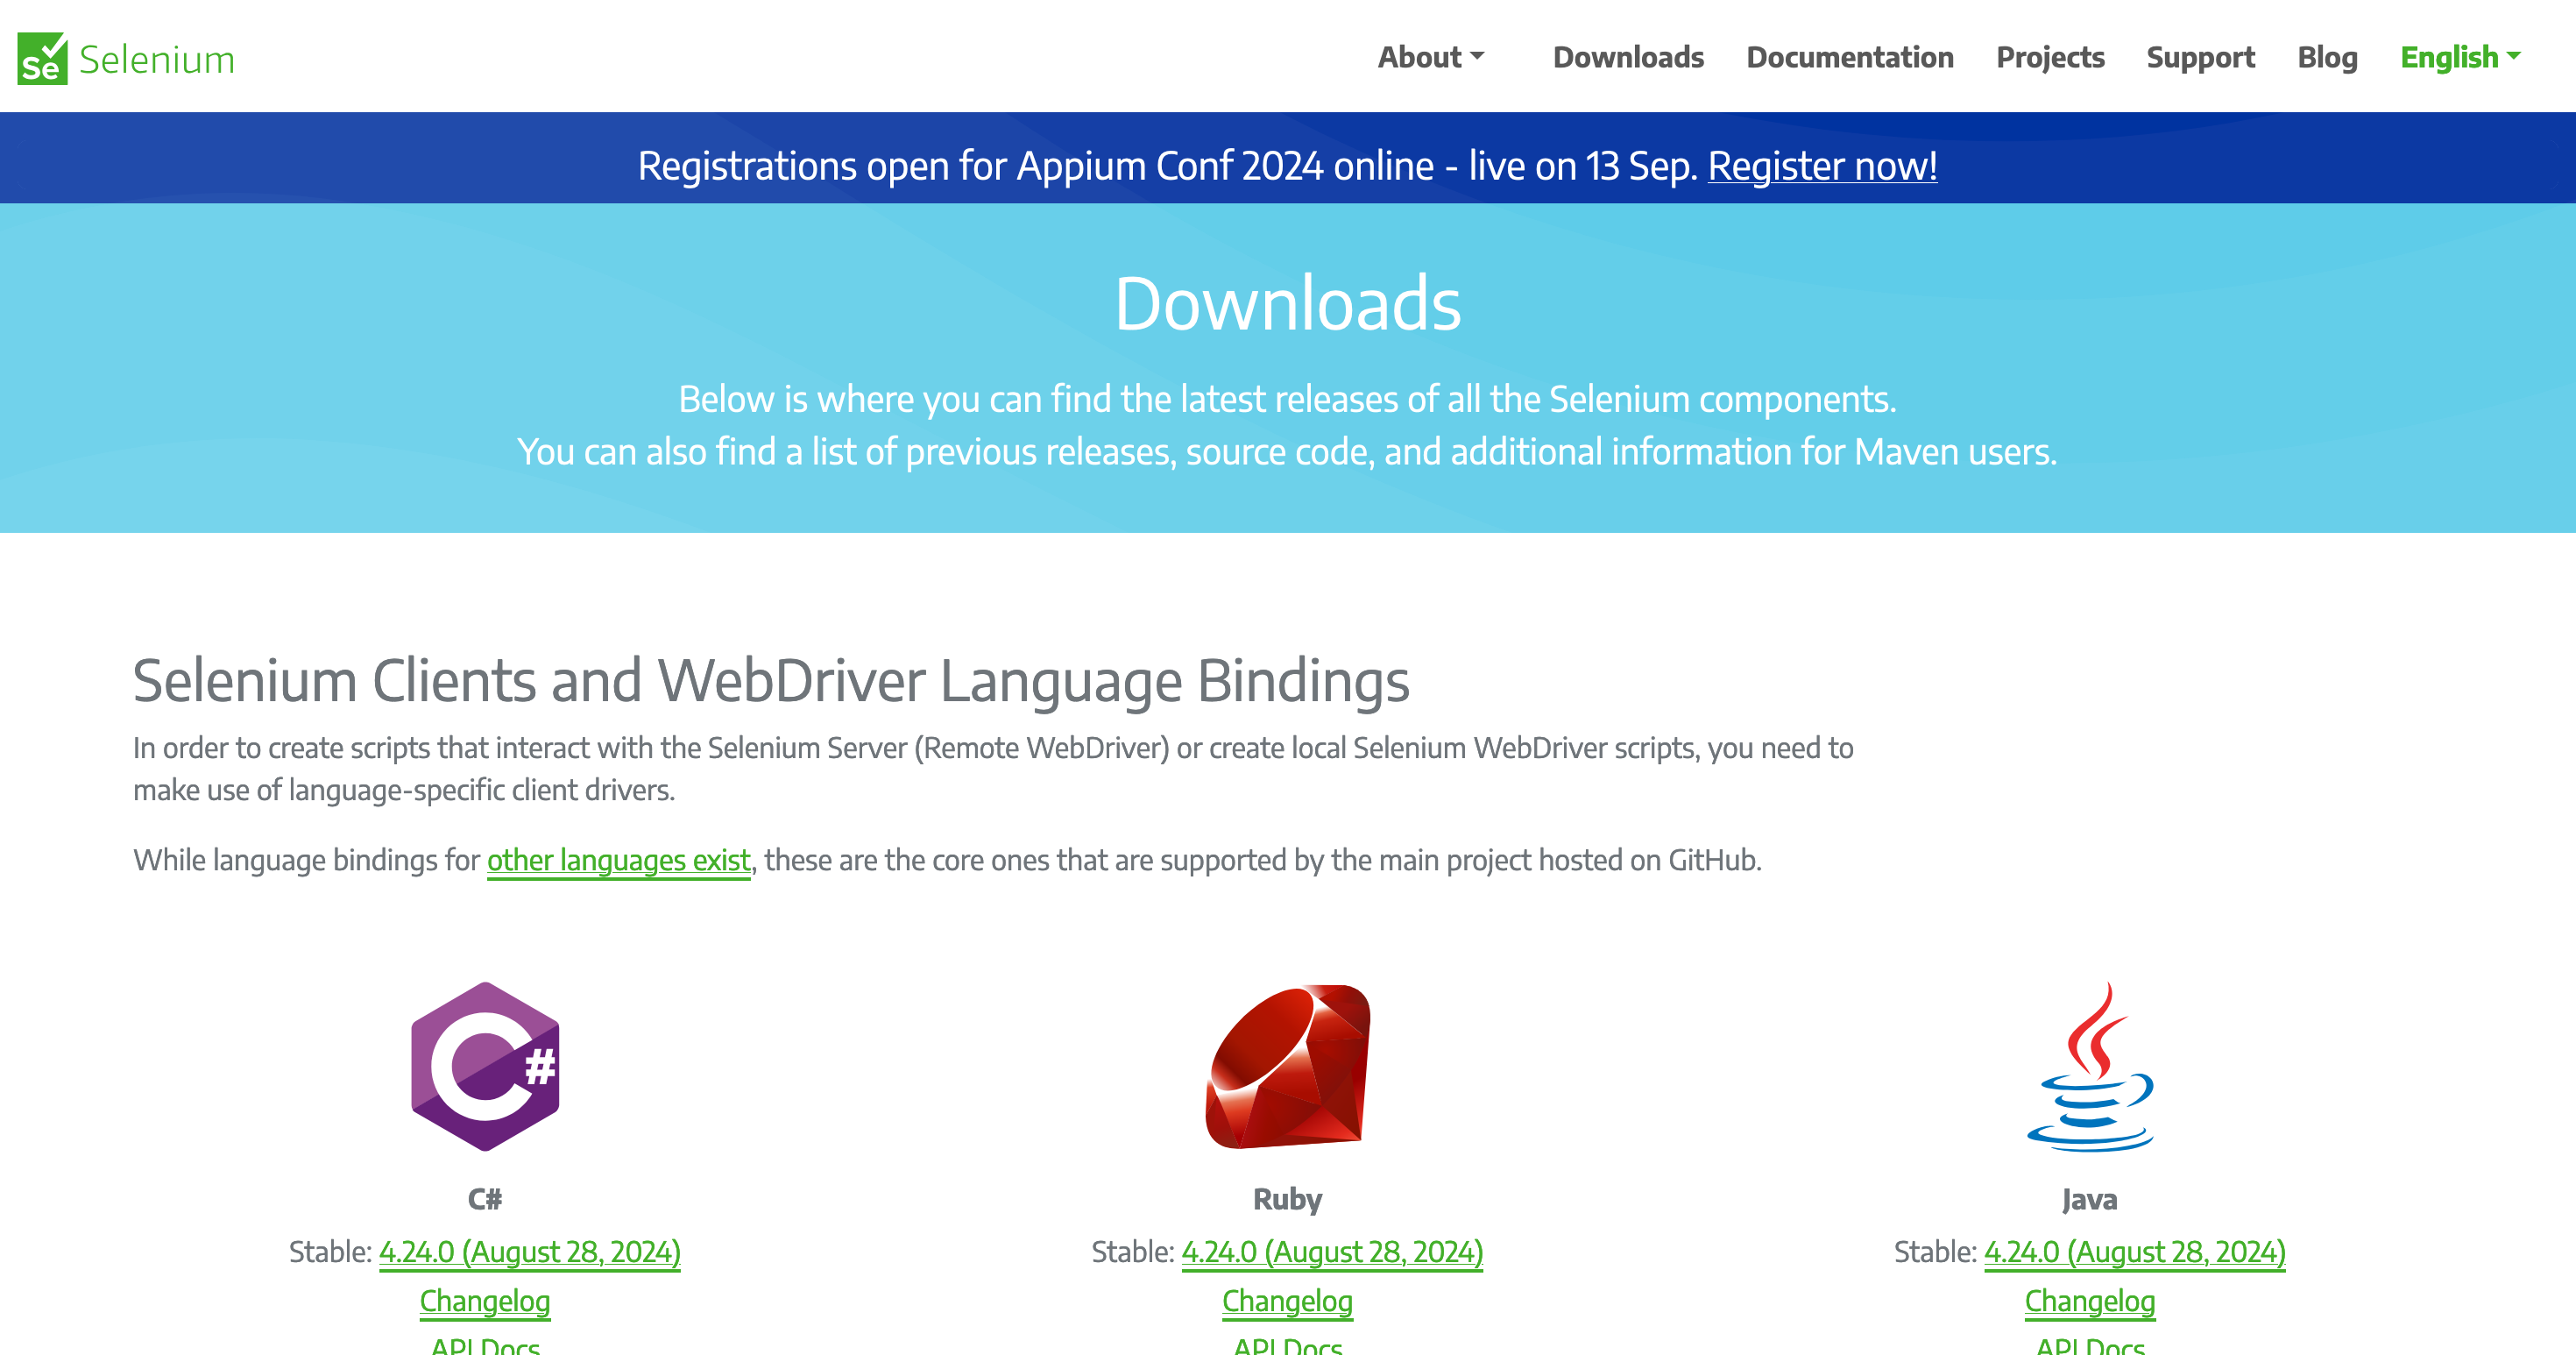 Se Selenium
About Downloads Documentation Projects Support Blog English
Registrations open for Appium Conf 2024 online - live on 13 Sep. Register now!
Downloads
Below is where you can find the latest releases of all the Selenium components.
You can also find a list of previous releases, source code, and additional information for Maven users.
Selenium Clients and WebDriver Language Bindings
In order to create scripts that interact with the Selenium Server (Remote WebDriver) or create local Selenium WebDriver scripts, you need to
make use of language-specific client drivers.
While language bindings for other languages exist, these are the core ones that are supported by the main project hosted on GitHub.
C#
C#
Stable: 4.24.0 (August 28, 2024)
Changelog
API Docs
Ruby
Stable: 4.24.0 (August 28, 2024)
Changelog
API Docs
Java
Stable: 4.24.0 (August 28, 2024)
Changelog
API Docs